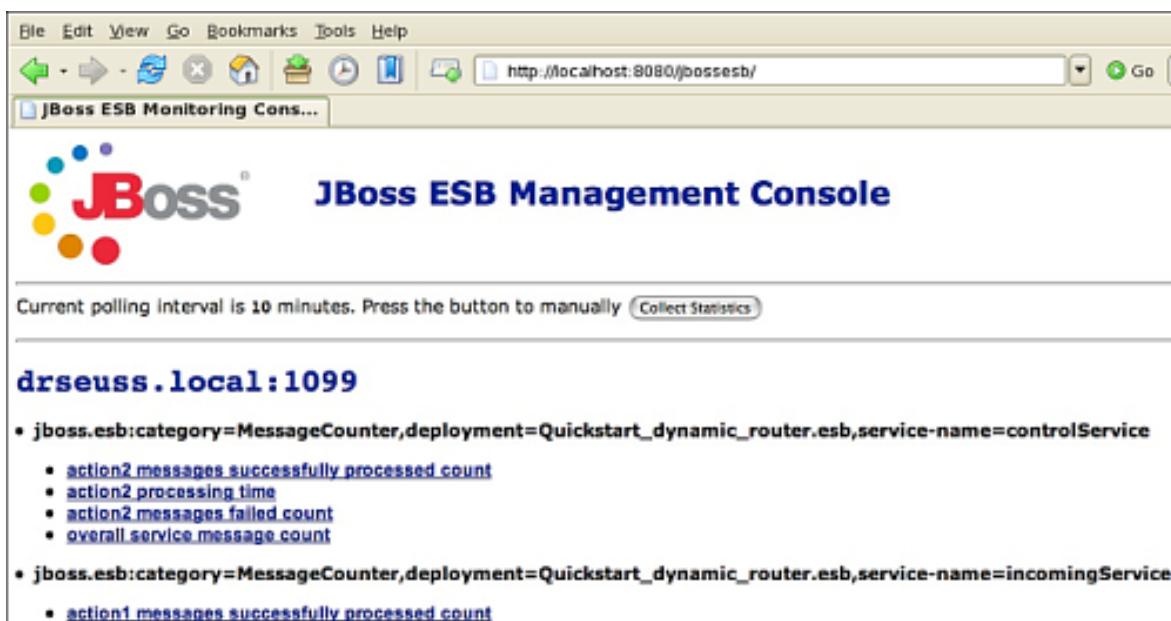 File Edit View Go Bookmarks Tools Help
http://localhost:8080/jbossesb/ Go
JBoss ESB Monitoring Cons...
JBoss® JBoss ESB Management Console
Current polling interval is 10 minutes. Press the button to manually Collect Statistics
drseuss.local:1099
• jboss.esb:category=MessageCounter,deployment=Quickstart_dynamic_router.esb,service-name=controlService
• action2 messages successfully processed count
• action2 processing time
• action2 messages failed count
• overall service message count
• jboss.esb:category=MessageCounter,deployment=Quickstart_dynamic_router.esb,service-name=incomingService
• action1 messages successfully processed count